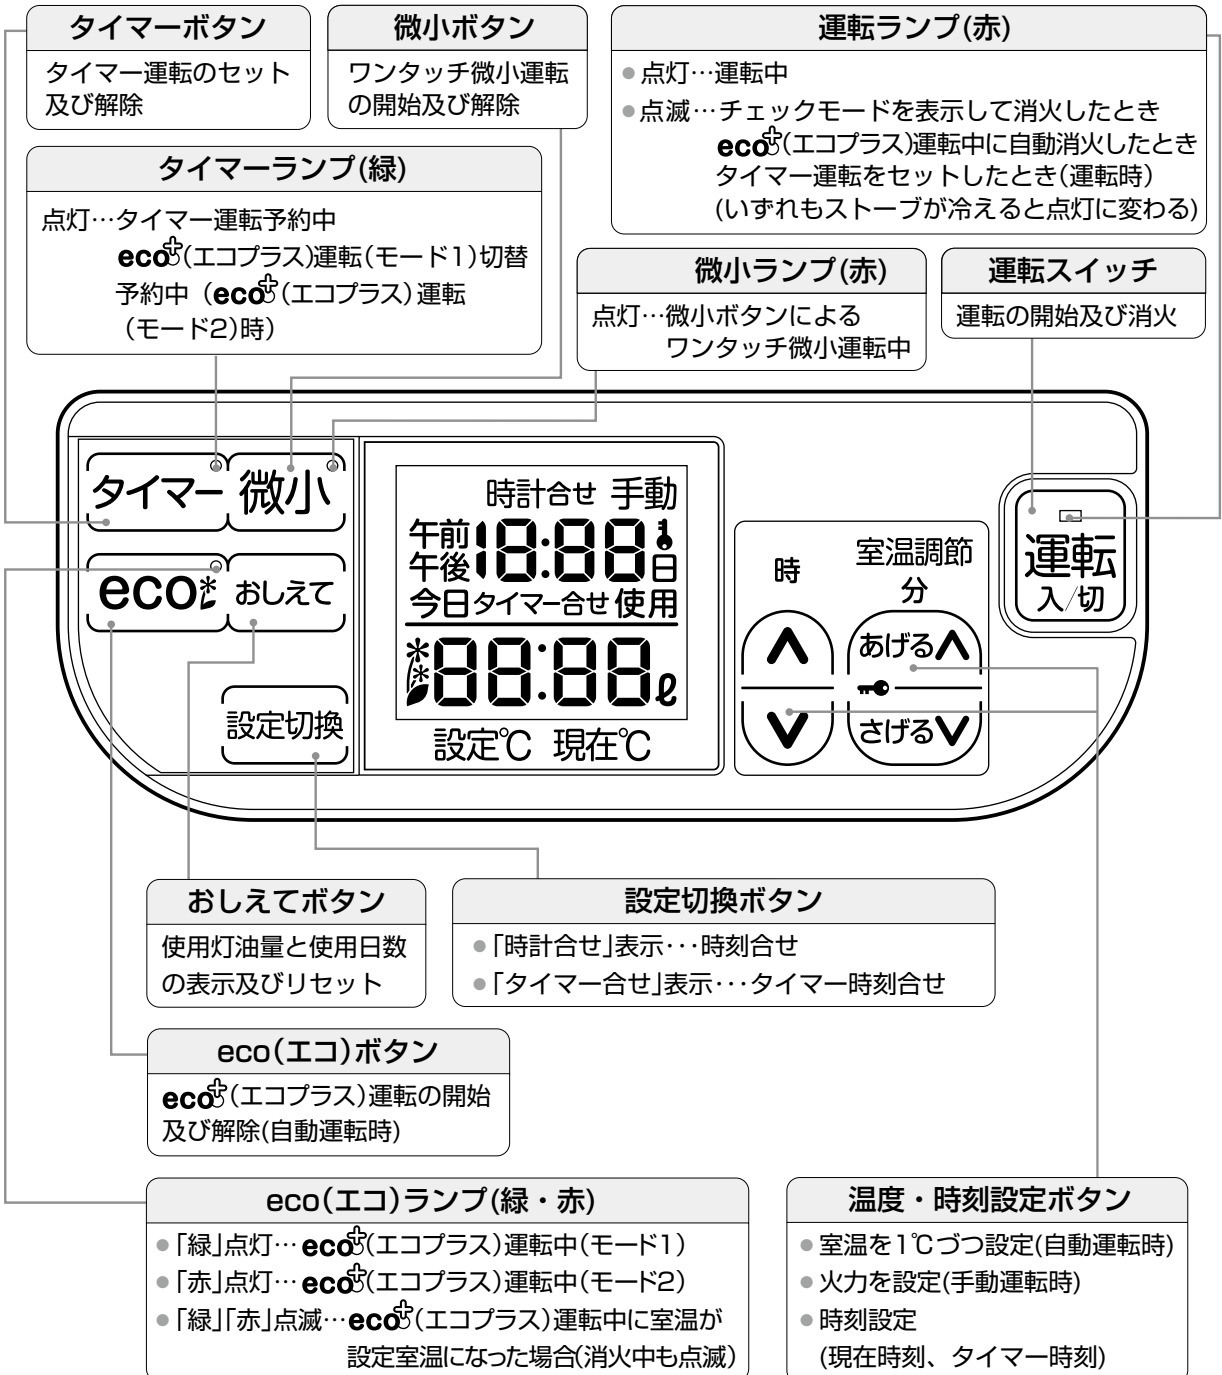 タイマーボタン
タイマー運転のセット
及び解除
微小ボタン
ワンタッチ微小運転
の開始及び解除
運転ランプ(赤)
●点灯…運転中
●点滅…チェックモードを表示して消火したとき
eco(エコプラス)運転中に自動消火したとき
タイマー運転をセットしたとき(運転時)
(いずれもストーブが冷えると点灯に変わる)
タイマーランプ(緑)
点灯…タイマー運転予約中
eco(エコプラス)運転(モード1)切替
予約中(eco(エコプラス)運転
(モード2)時)
微小ランプ(赤)
点灯…微小ボタンによる
ワンタッチ微小運転中
運転スイッチ
運転の開始及び消火
タイマー
微小
eco
おしえて
設定切換
時計合せ 手動
午前
午後
18:88
日
今日タイマー合せ使用
88:88ℓ
設定℃ 現在℃
時
室温調節
分
あげる
さげる
運転
入/切
おしえてボタン
使用灯油量と使用日数
の表示及びリセット
設定切換ボタン
●「時計合せ」表示・・・時刻合せ
●「タイマー合せ」表示・・・タイマー時刻合せ
eco(エコ)ボタン
eco(エコプラス)運転の開始
及び解除(自動運転時)
eco(エコ)ランプ(緑・赤)
●「緑」点灯…eco(エコプラス)運転中(モード1)
●「赤」点灯…eco(エコプラス)運転中(モード2)
●「緑」「赤」点滅…eco(エコプラス)運転中に室温が
設定室温になった場合(消火中も点滅)
温度・時刻設定ボタン
●室温を1℃づつ設定(自動運転時)
●火力を設定(手動運転時)
●時刻設定
(現在時刻、タイマー時刻)